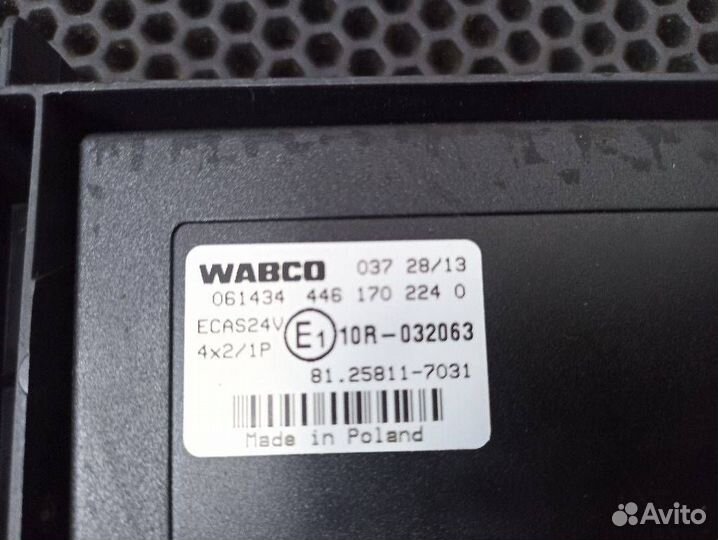 WABCO 037 28/13
061434 446 170 224 0
ECAS24V
4x2/1P
E1 10R-032063
81.25811-7031
Made in Poland
Avito